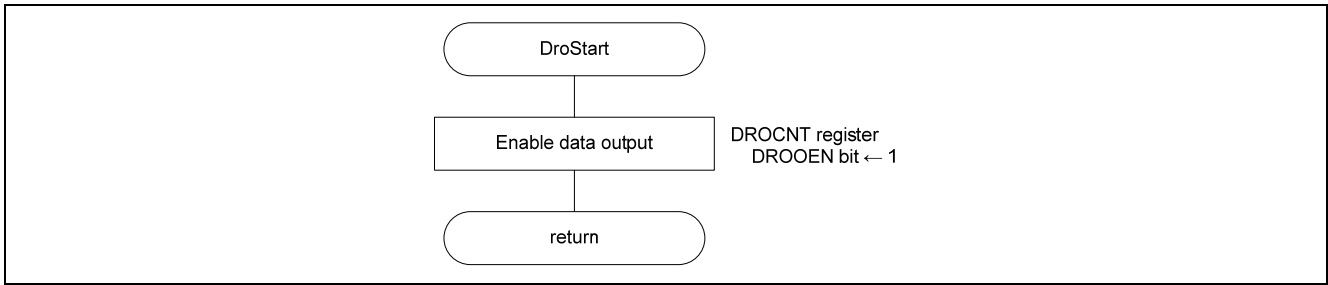 DroStart
Enable data output
DROCNT register
DROOEN bit ← 1
return